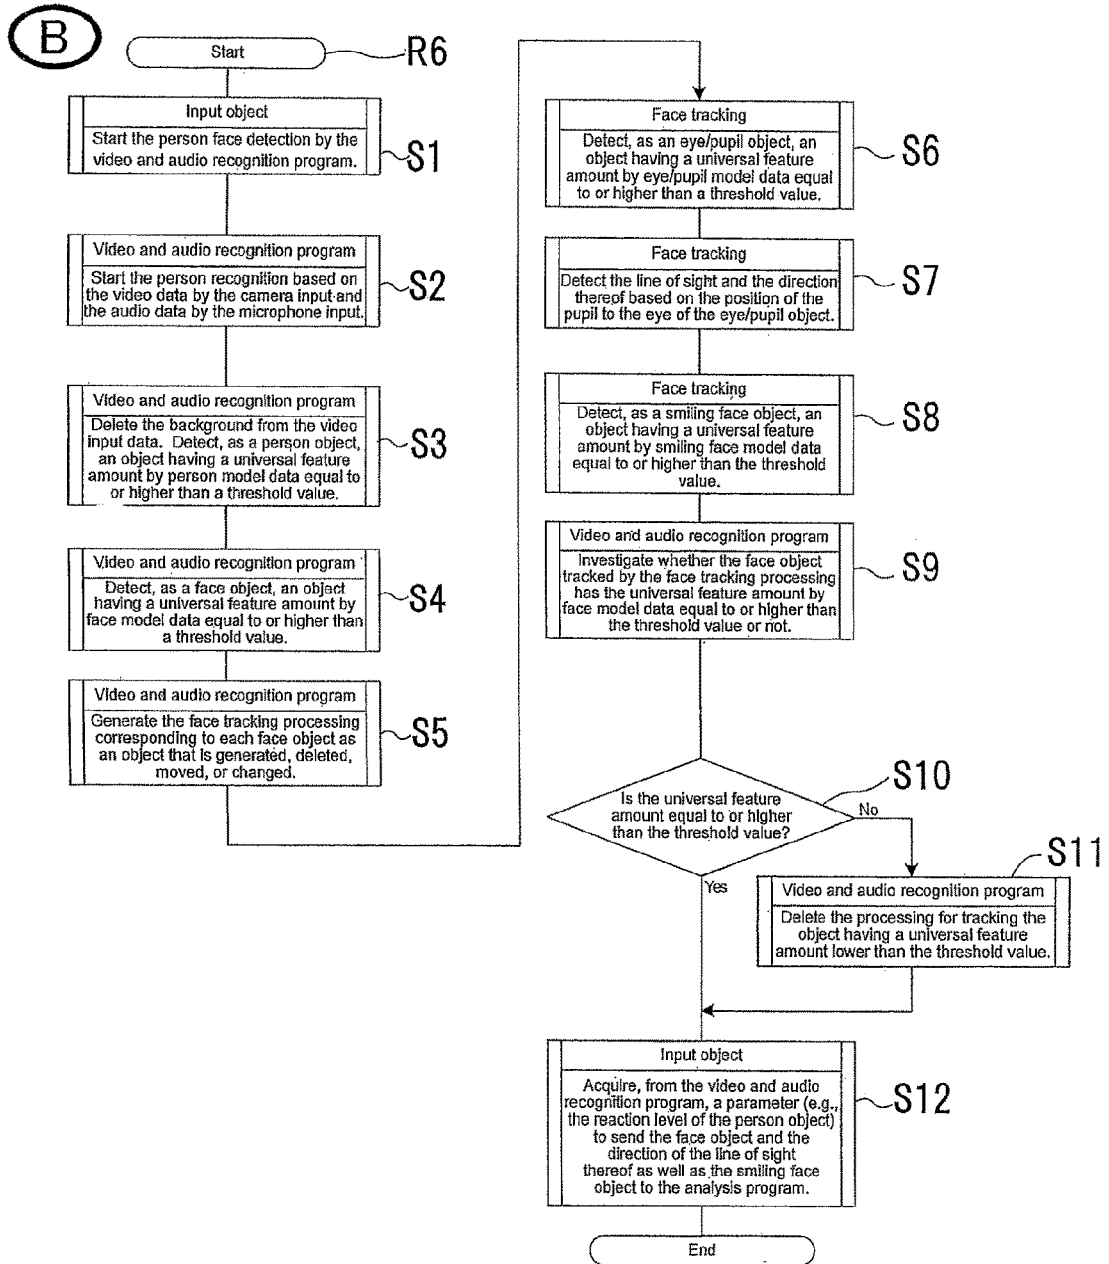 B
Start
R6
Input object
Start the person face detection by the
video and audio recognition program.
S1
Video and audio recognition program
Start the person recognition based on
the video data by the camera input and
the audio data by the microphone input.
S2
Video and audio recognition program
Delete the background from the video
input data. Detect, as a person object,
an object having a universal feature
amount by person model data equal to
or higher than a threshold value.
S3
Video and audio recognition program
Detect, as a face object, an object
having a universal feature amount by
face model data equal to or higher than
a threshold value.
S4
Video and audio recognition program
Generate the face tracking processing
corresponding to each face object as
an object that is generated, deleted,
moved, or changed.
S5
Face tracking
Detect, as an eye/pupil object, an
object having a universal feature
amount by eye/pupil model data equal
to or higher than a threshold value.
S6
Face tracking
Detect the line of sight and the direction
thereof based on the position of the
pupil to the eye of the eye/pupil object.
S7
Face tracking
Detect, as a smiling face object, an
object having a universal feature
amount by smiling face model data
equal to or higher than the threshold
value.
S8
Video and audio recognition program
Investigate whether the face object
tracked by the face tracking processing
has the universal feature amount by
face model data equal to or higher than
the threshold value or not.
S9
Is the universal feature
amount equal to or higher
than the threshold value?
S10
No
Yes
S11
Video and audio recognition program
Delete the processing for tracking the
object having a universal feature
amount lower than the threshold value.
Input object
Acquire, from the video and audio
recognition program, a parameter (e.g.,
the reaction level of the person object)
to send the face object and the
direction of the line of sight
thereof as well as the smiling face
object to the analysis program.
S12
End